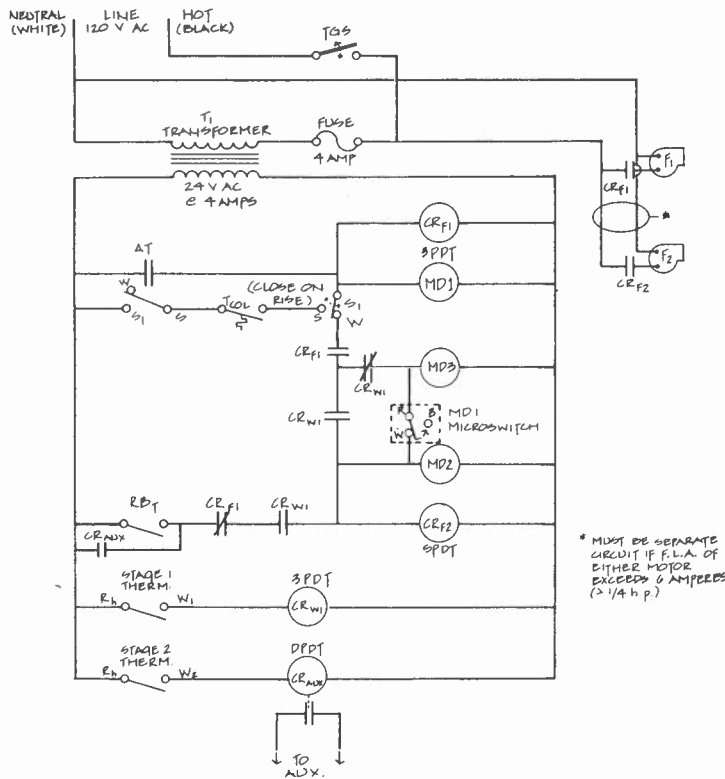 NEUTRAL
(WHITE)
LINE
120 V AC
HOT
(BLACK)
TGS
T1
TRANSFORMER
FUSE
4 AMP
24 V AC
@ 4 AMPS
F1
CRF1
*
F2
CRF2
CRF1
3PDT
MD1
ΔT
W
S1
S
TCOL
(CLOSE ON
RISE)
S
S1
W
CRF1
CRW1
MD3
CRW1
R
B
W
MD1
MICROSWITCH
MD2
RBT
CRAUX
CRF1
CRW1
CRF2
SPDT
* MUST BE SEPARATE
CIRCUIT IF F.L.A. OF
EITHER MOTOR
EXCEEDS 6 AMPERES
(> 1/4 h.p.)
STAGE 1
THERM.
Rh
W1
3PDT
CRW1
STAGE 2
THERM.
Rh
W2
DPDT
CRAUX
TO
AUX.